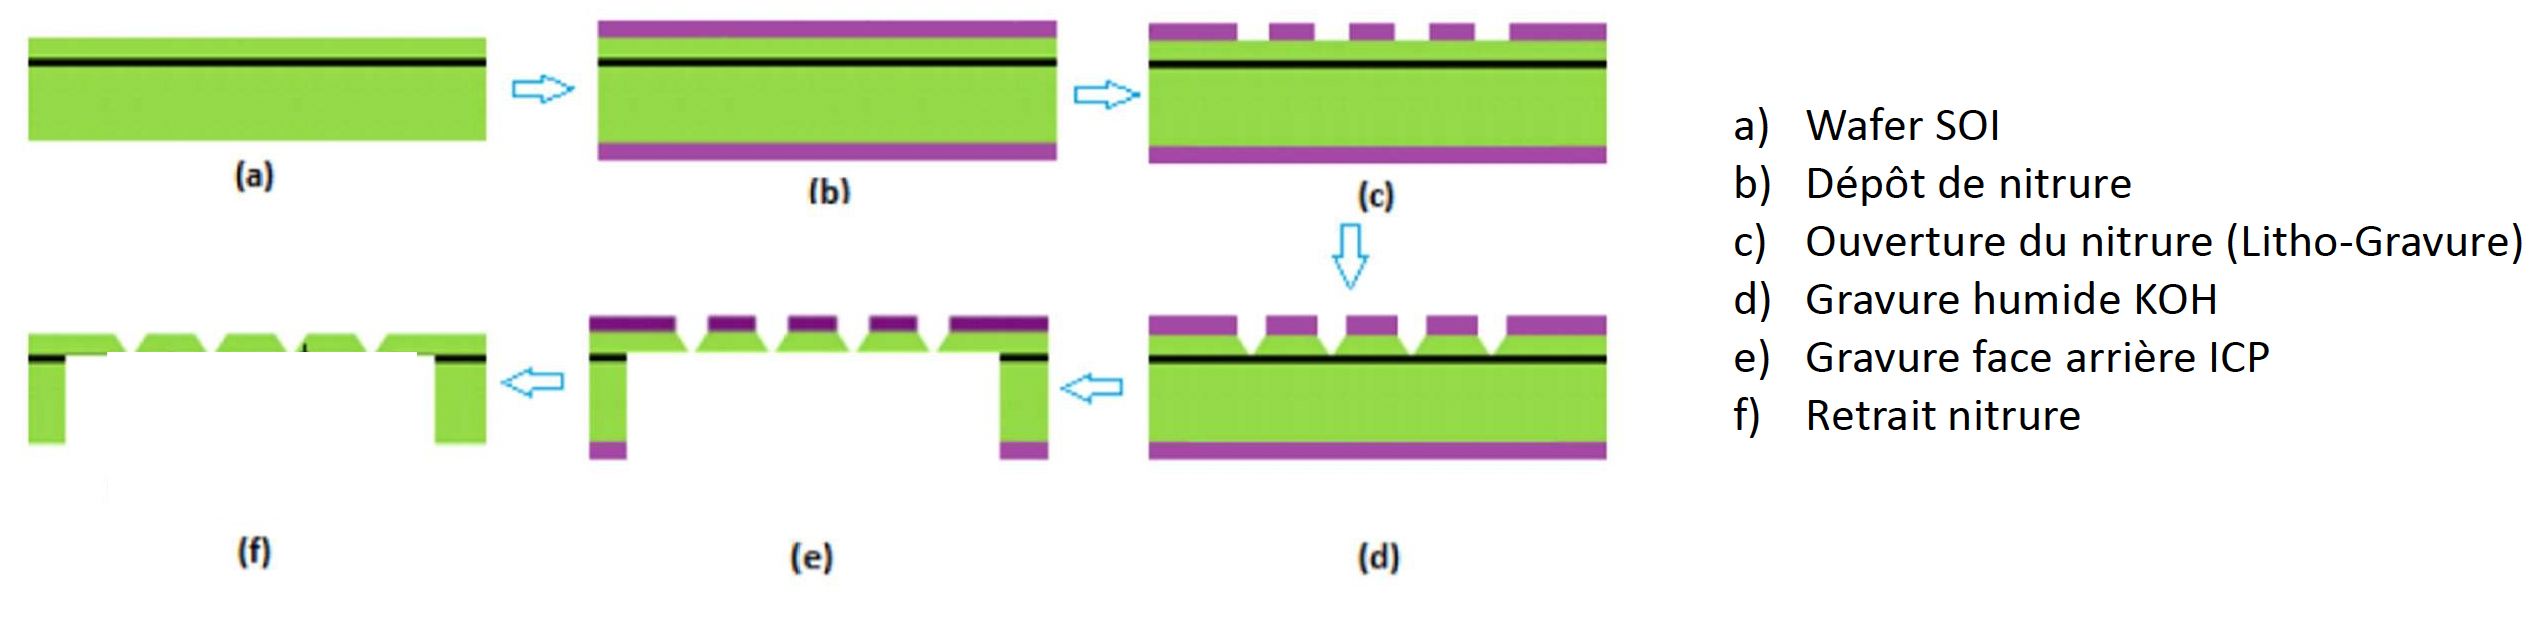 (a)
(b)
(c)
(f)
(e)
(d)
a) Wafer SOI
b) Dépôt de nitrure
c) Ouverture du nitrure (Litho-Gravure)
d) Gravure humide KOH
e) Gravure face arrière ICP
f) Retrait nitrure